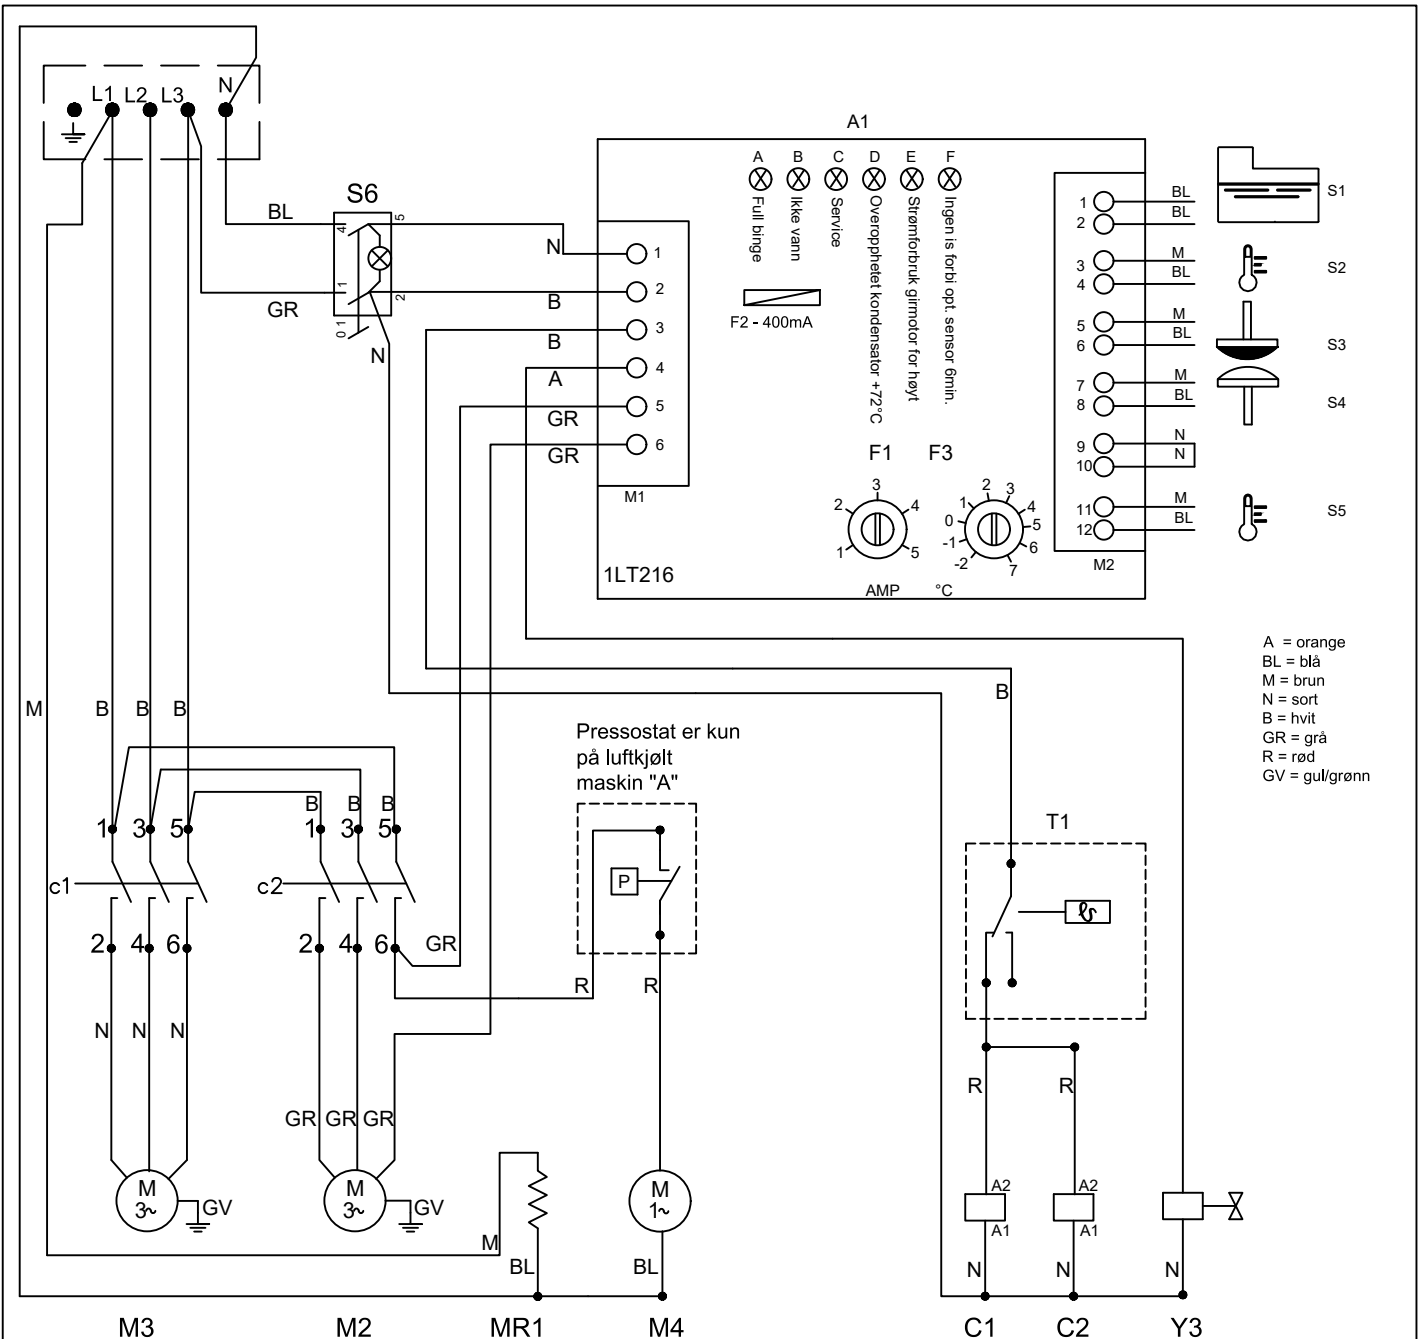 L1 L2 L3 N
A1
S6
BL
5
4
1
2
0 1
GR
N
N
B
B
A
GR
GR
1
2
3
4
5
6
M1
1LT216
A B C D E F
Full binge
Ikke vann
Service
Overopphetet kondensator +72°C
Strømforbruk girmotor for høyt
Ingen is forbi opt. sensor 6min.
F2 - 400mA
F1 F3
1 2 3 4 5
-2 -1 0 1 2 3 4 5 6 7
AMP °C
1 BL
2 BL
S1
3 M
4 BL
S2
5 M
6 BL
S3
7 M
8 BL
S4
9 N
10 N
11 M
12 BL
S5
M2
A = orange
BL = blå
M = brun
N = sort
B = hvit
GR = grå
R = rød
GV = gul/grønn
M B B B
B B B
1 3 5 1 3 5
c1 c2
2 4 6 2 4 6
GR
Pressostat er kun
på luftkjølt
maskin "A"
P
R R
B
T1
N N N
GR GR GR
R R
M
3~
GV
M
3~
GV
M
BL
M
1~
BL
A2
A1
A2
A1
N N N
M3 M2 MR1 M4 C1 C2 Y3